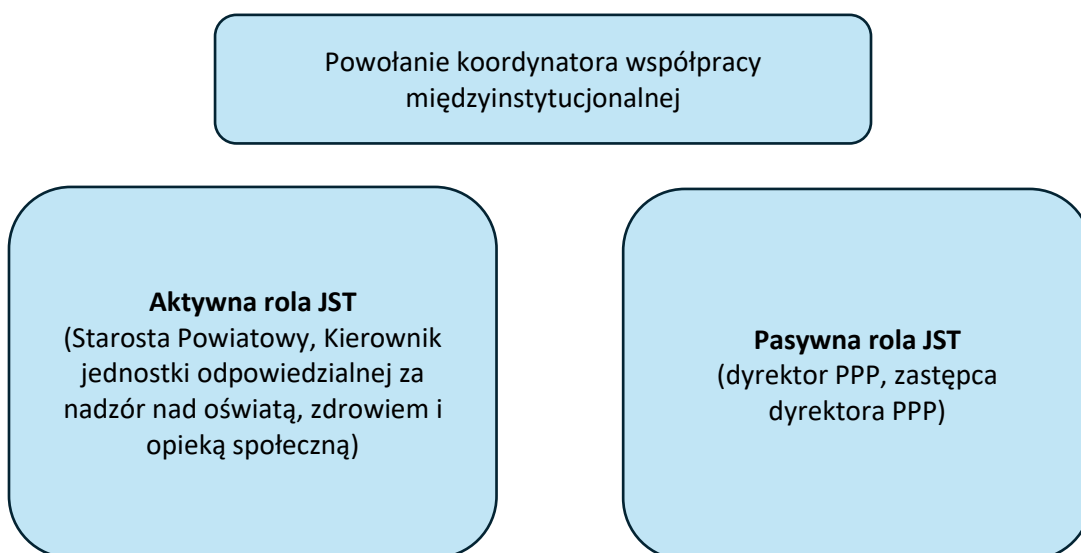 Powołanie koordynatora współpracy
międzyinstytucjonalnej
Aktywna rola JST
(Starosta Powiatowy, Kierownik
jednostki odpowiedzialnej za
nadzór nad oświatą, zdrowiem i
opieką społeczną)
Pasywna rola JST
(dyrektor PPP, zastępca
dyrektora PPP)